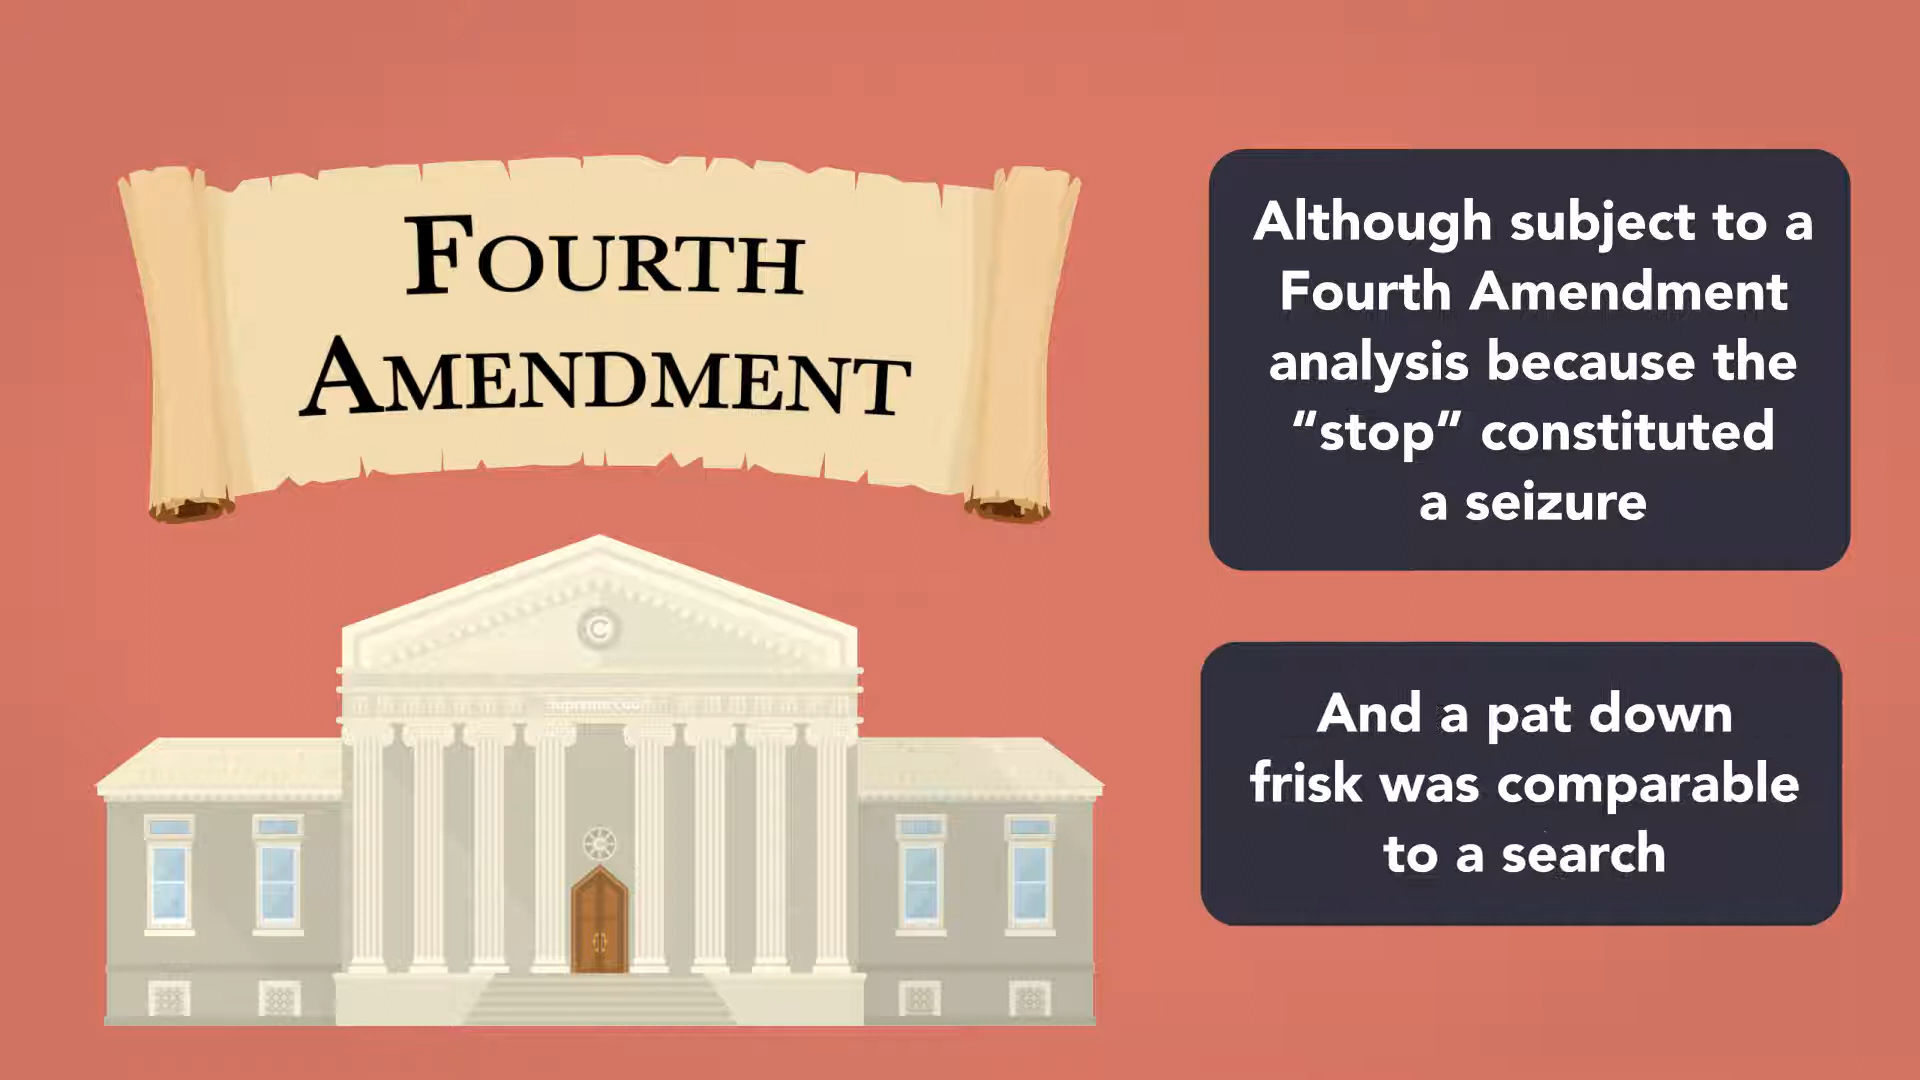 FOURTH
AMENDMENT
Although subject to a
Fourth Amendment
analysis because the
“stop” constituted
a seizure
And a pat down
frisk was comparable
to a search
C
C